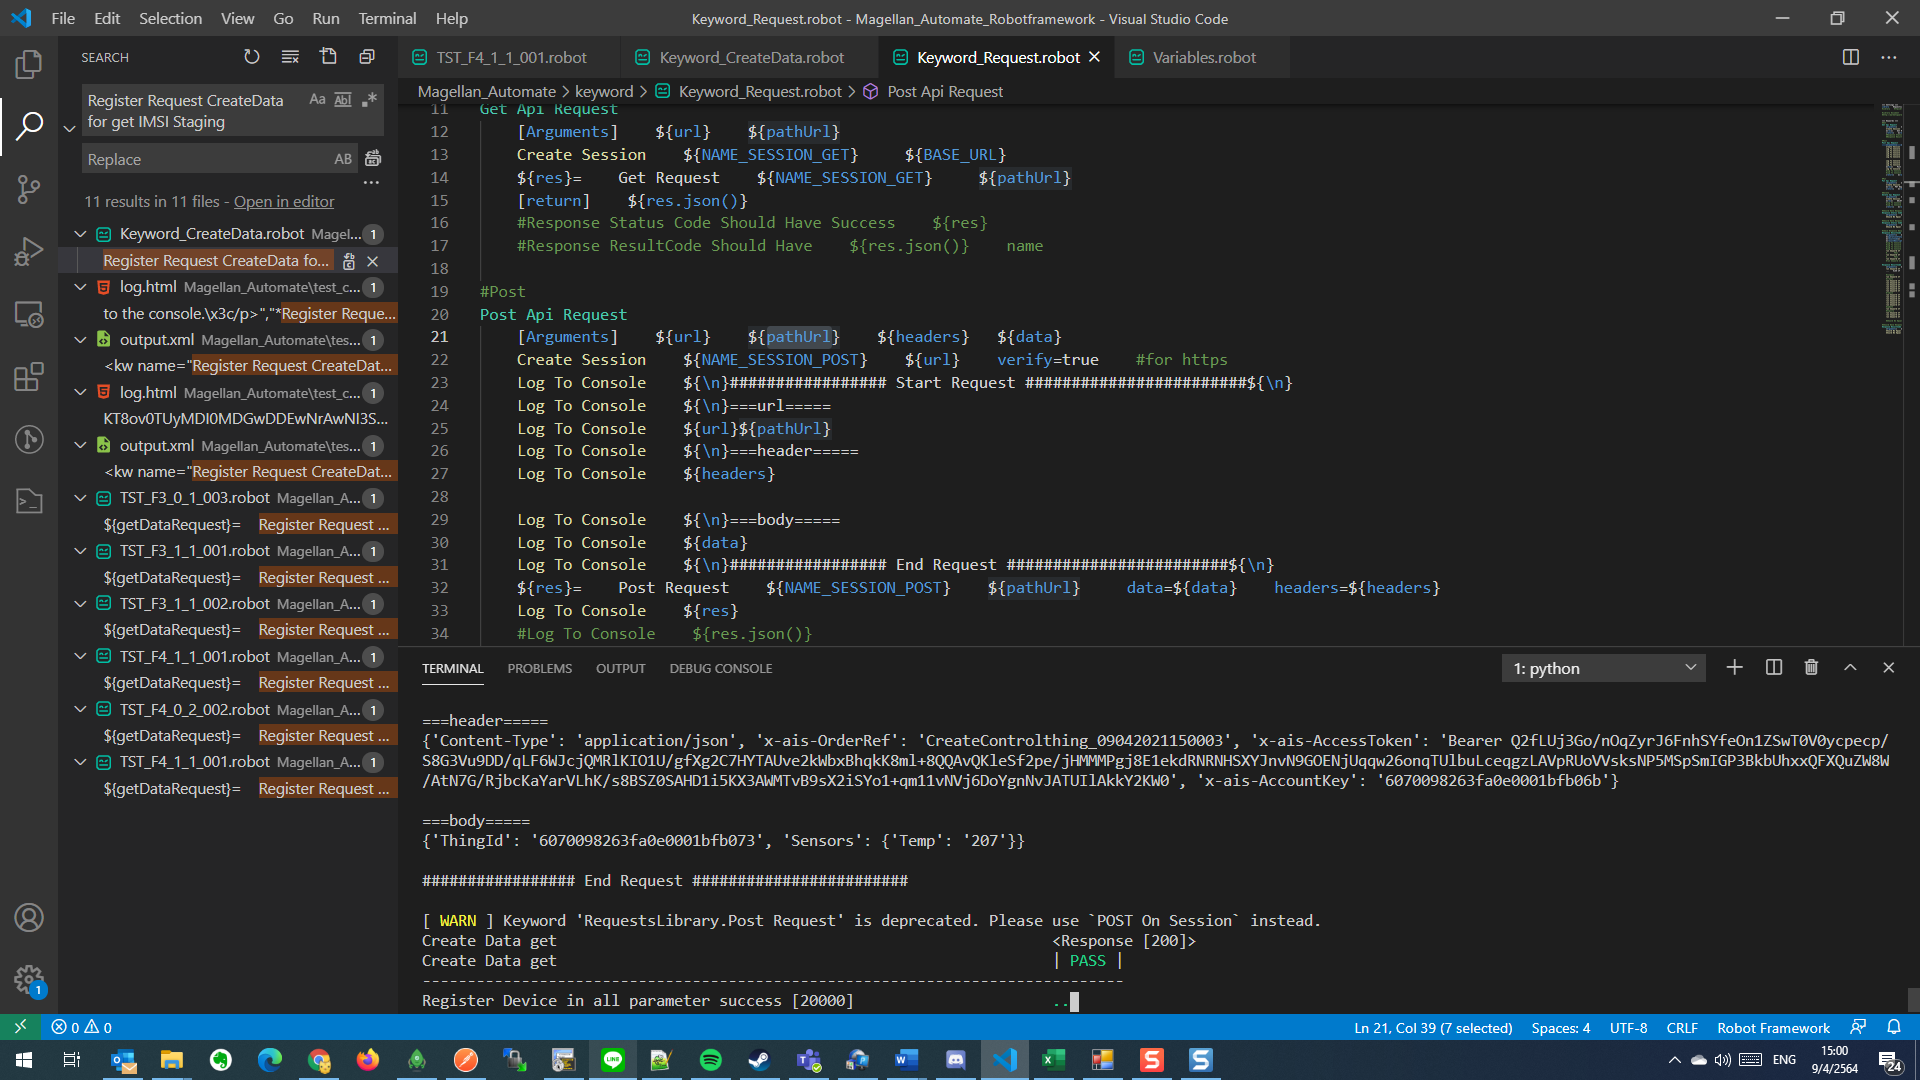 File Edit Selection View Go Run Terminal Help
Keyword_Request.robot - Magellan_Automate_Robotframework - Visual Studio Code
SEARCH
Register Request CreateData
for get IMSI Staging
Aa Abl .*
Replace
AB
11 results in 11 files - Open in editor
Keyword_CreateData.robot Magel... 1
Register Request CreateData fo...
log.html Magellan_Automate\test_c... 1
to the console.\x3c/p>","*Register Reque...
output.xml Magellan_Automate\tes... 1
<kw name="Register Request CreateDat...
log.html Magellan_Automate\test_c... 1
KT8ov0TUyMDI0MDGwDDEwNrAwNI3S...
output.xml Magellan_Automate\tes... 1
<kw name="Register Request CreateDat...
TST_F3_0_1_003.robot Magellan_A... 1
${getDataRequest}= Register Request ...
TST_F3_1_1_001.robot Magellan_A... 1
${getDataRequest}= Register Request ...
TST_F3_1_1_002.robot Magellan_A... 1
${getDataRequest}= Register Request ...
TST_F4_1_1_001.robot Magellan_A... 1
${getDataRequest}= Register Request ...
TST_F4_0_2_002.robot Magellan_A... 1
${getDataRequest}= Register Request ...
TST_F4_1_1_001.robot Magellan_A... 1
${getDataRequest}= Register Request ...
TST_F4_1_1_001.robot Keyword_CreateData.robot Keyword_Request.robot Variables.robot
Magellan_Automate > keyword > Keyword_Request.robot > Post Api Request
11 Get Api Request
12 [Arguments] ${url} ${pathUrl}
13 Create Session ${NAME_SESSION_GET} ${BASE_URL}
14 ${res}= Get Request ${NAME_SESSION_GET} ${pathUrl}
15 [return] ${res.json()}
16 #Response Status Code Should Have Success ${res}
17 #Response ResultCode Should Have ${res.json()} name
18
19 #Post
20 Post Api Request
21 [Arguments] ${url} ${pathUrl} ${headers} ${data}
22 Create Session ${NAME_SESSION_POST} ${url} verify=true #for https
23 Log To Console ${\n}################# Start Request ########################${\n}
24 Log To Console ${\n}===url=====
25 Log To Console ${url}${pathUrl}
26 Log To Console ${\n}===header=====
27 Log To Console ${headers}
28
29 Log To Console ${\n}===body=====
30 Log To Console ${data}
31 Log To Console ${\n}################# End Request ########################${\n}
32 ${res}= Post Request ${NAME_SESSION_POST} ${pathUrl} data=${data} headers=${headers}
33 Log To Console ${res}
34 #Log To Console ${res.json()}
TERMINAL PROBLEMS OUTPUT DEBUG CONSOLE
1: python
===header=====
{'Content-Type': 'application/json', 'x-ais-OrderRef': 'CreateControlthing_09042021150003', 'x-ais-AccessToken': 'Bearer Q2fLUj3Go/nOqZyrJ6FnhSYfeOn1ZSwT0V0ycpecp/
S8G3Vu9DD/qLF6WJcjQMRlKIO1U/gfXg2C7HYTAUve2kWbxBhqkK8ml+8QQAvQKleSf2pe/jHMMMPgj8E1ekdRNRNHSXYJnvN9GOENjUqqw26onqTUlbuLceqgzLAVpRUoVVsksNP5MSpSmIGP3BkbUhxxQFXQuZW8W
/AtN7G/RjbcKaYarVLhK/s8BSZ0SAHD1i5KX3AWMTvB9sX2iSYo1+qm11vNVj6DoYgnNvJATUIlAkkY2KW0', 'x-ais-AccountKey': '6070098263fa0e0001bfb06b'}
===body=====
{'ThingId': '6070098263fa0e0001bfb073', 'Sensors': {'Temp': '207'}}
################# End Request ########################
[ WARN ] Keyword 'RequestsLibrary.Post Request' is deprecated. Please use `POST On Session` instead.
Create Data get <Response [200]>
Create Data get | PASS |
------------------------------------------------------------------------------
Register Device in all parameter success [20000] ..
1
0 0
Ln 21, Col 39 (7 selected) Spaces: 4 UTF-8 CRLF Robot Framework
ENG
15:00
9/4/2564
24